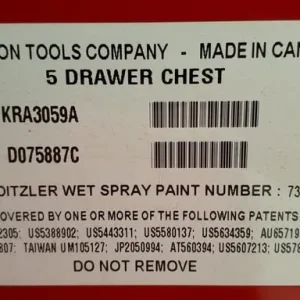 ON TOOLS COMPANY - MADE IN CAN
5 DRAWER CHEST
KRA3059A
D075887C
DITZLER WET SPRAY PAINT NUMBER : 73
OVERED BY ONE OR MORE OF THE FOLLOWING PATENTS
2305; US5388902; US5443311; US5580137; US5634359; AU65719
807; TAIWAN UM105127; JP2050994; AT560394; US5607213; US578
DO NOT REMOVE